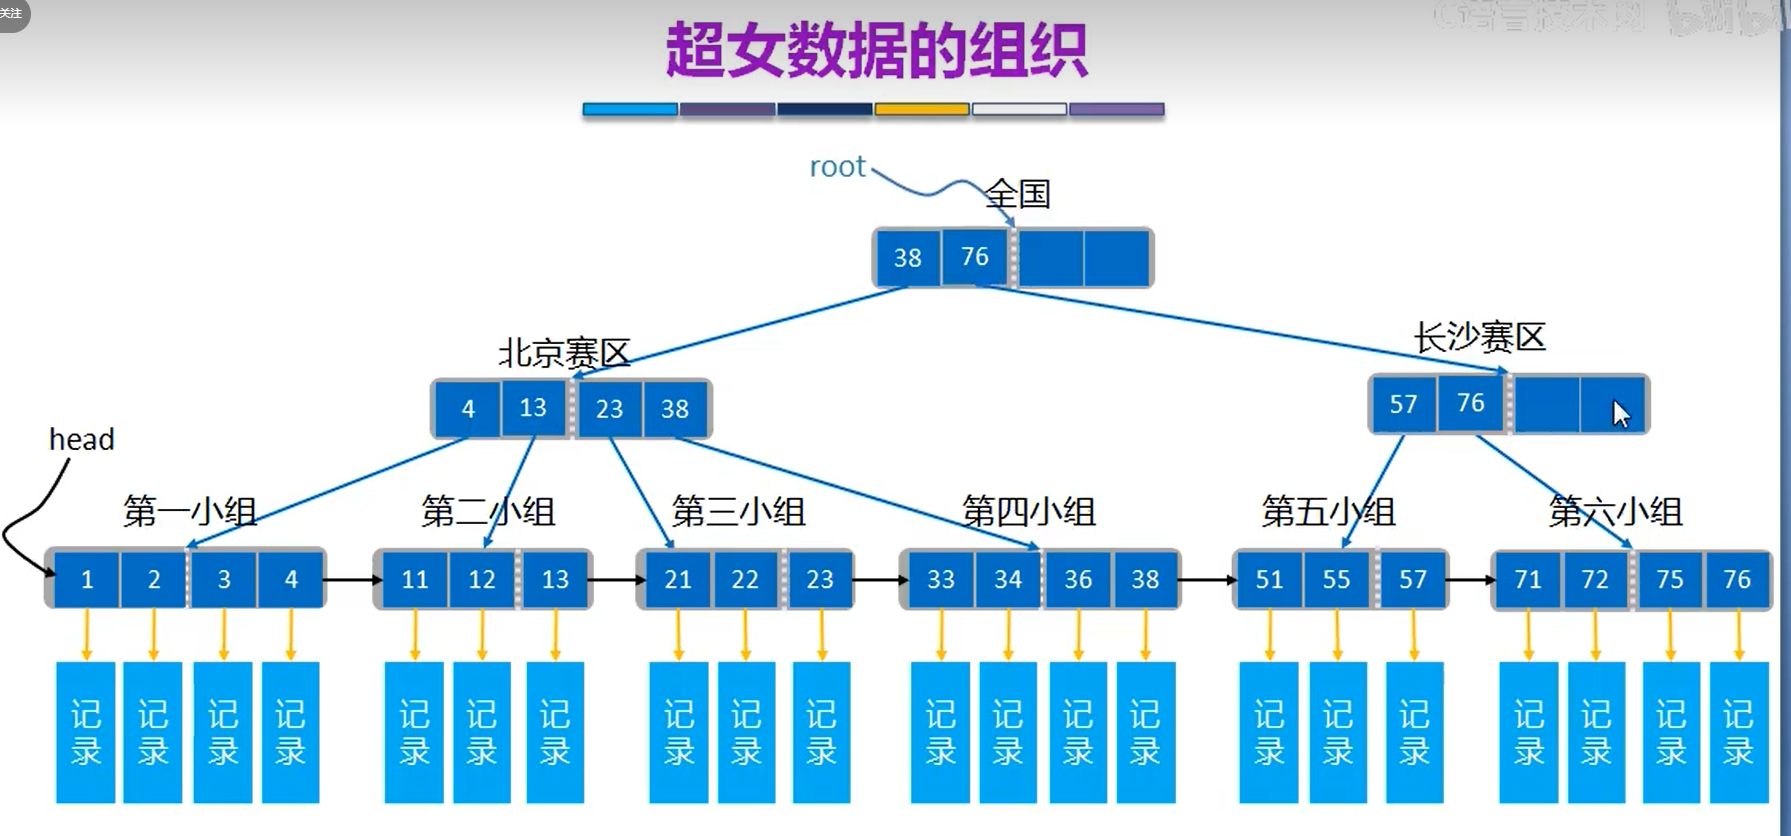 关注
超女数据的组织
root
全国
38 76
北京赛区
长沙赛区
4 13 23 38
57 76
head
第一小组 第二小组 第三小组 第四小组 第五小组 第六小组
1 2 3 4 11 12 13 21 22 23 33 34 36 38 51 55 57 71 72 75 76
记录 记录 记录 记录 记录 记录 记录 记录 记录 记录 记录 记录 记录 记录 记录 记录 记录 记录 记录 记录 记录